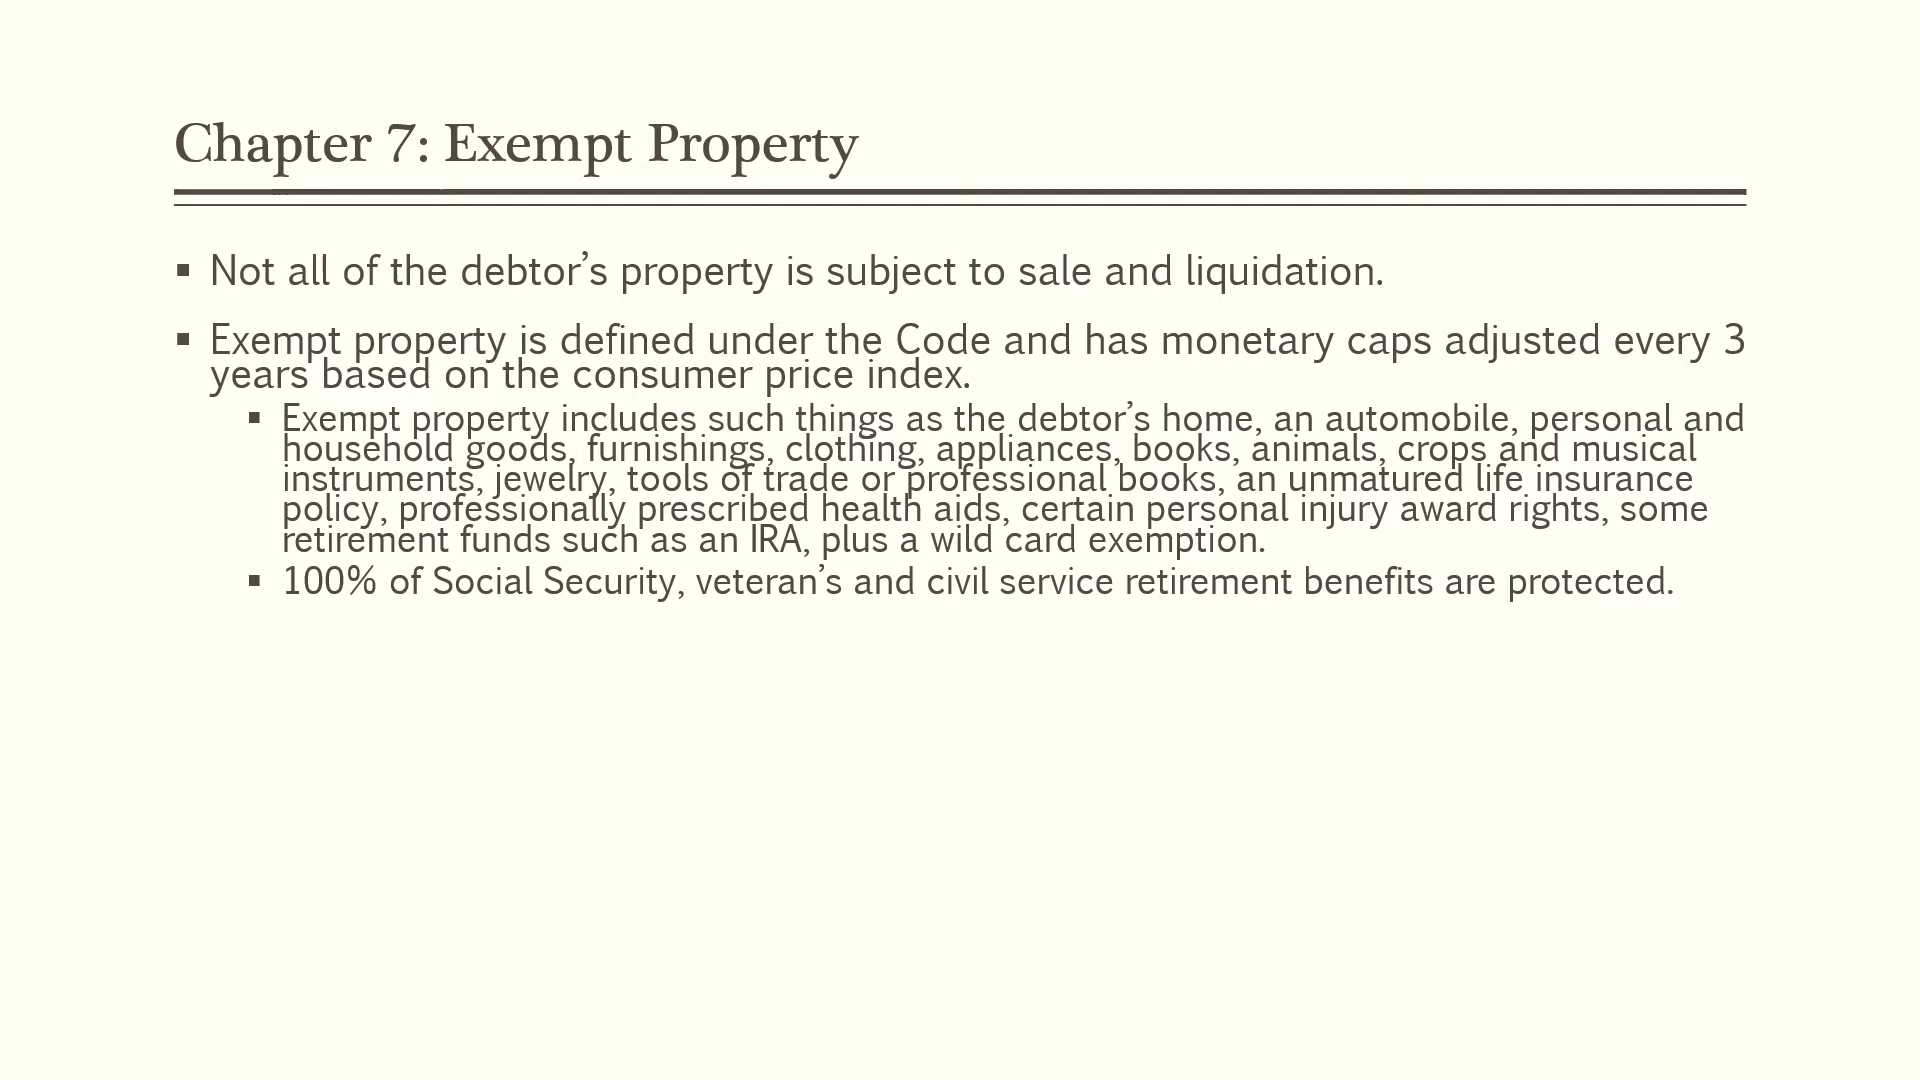 Chapter 7: Exempt Property
▪ Not all of the debtor’s property is subject to sale and liquidation.
▪ Exempt property is defined under the Code and has monetary caps adjusted every 3
years based on the consumer price index.
▪ Exempt property includes such things as the debtor’s home, an automobile, personal and
household goods, furnishings, clothing, appliances, books, animals, crops and musical
instruments, jewelry, tools of trade or professional books, an unmatured life insurance
policy, professionally prescribed health aids, certain personal injury award rights, some
retirement funds such as an IRA, plus a wild card exemption.
▪ 100% of Social Security, veteran’s and civil service retirement benefits are protected.